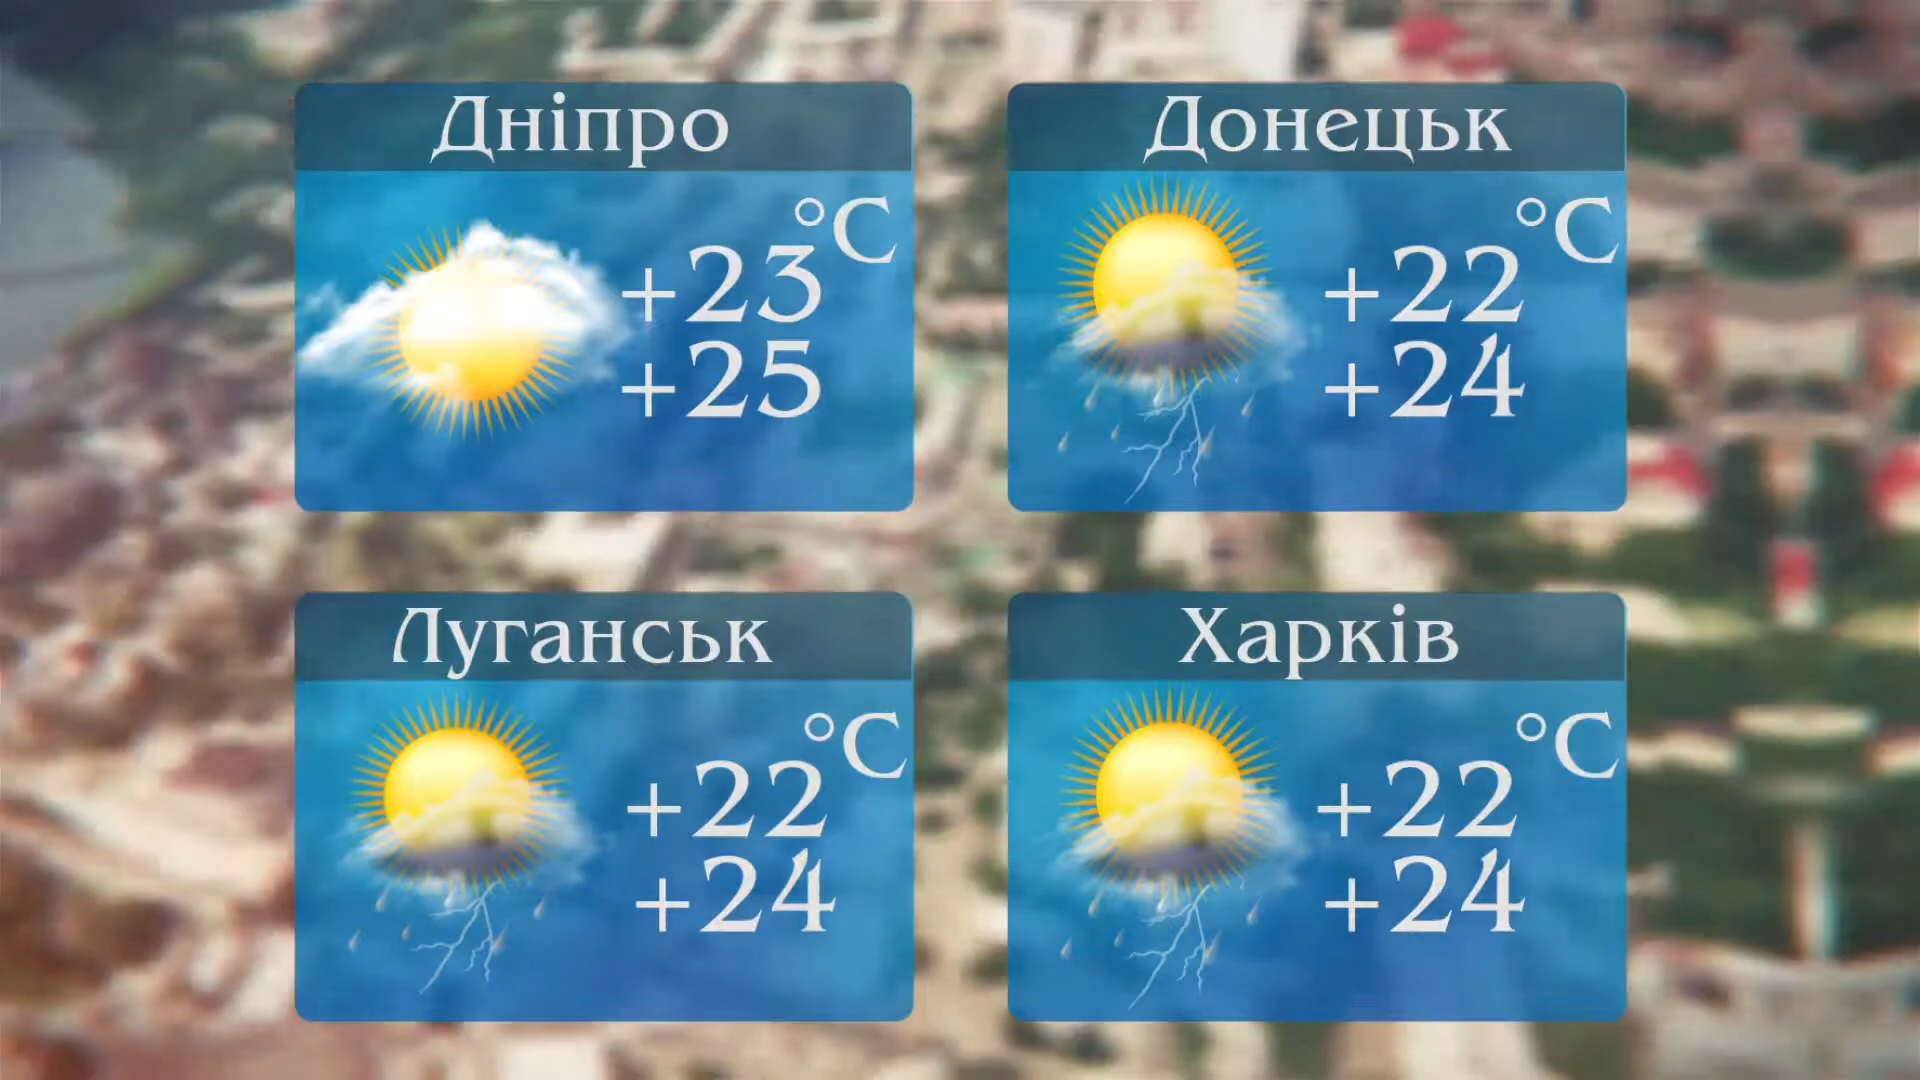 Дніпро
°C
+23
+25
Донецьк
°C
+22
+24
Луганськ
°C
+22
+24
Харків
°C
+22
+24